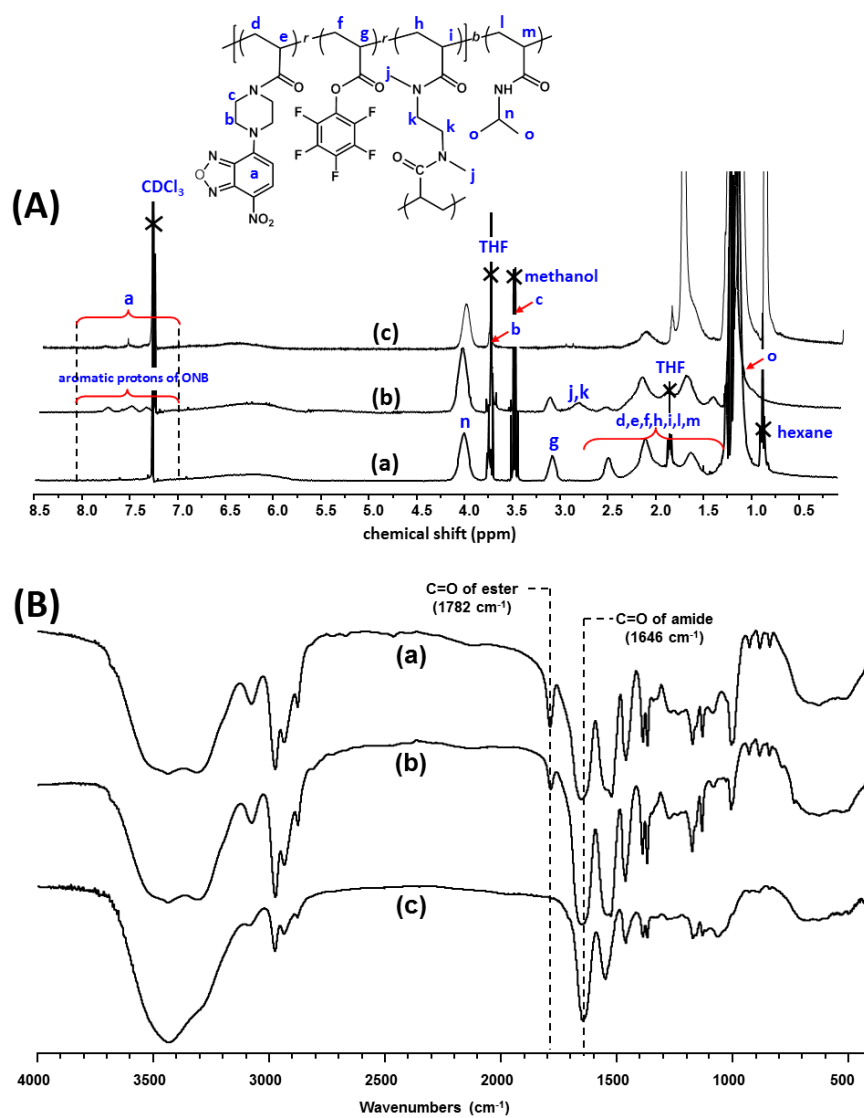 d
f
h
l
e
r
g
r
i
b
m
j
c
N
O
O
O
N
O
NH
O
b
F
F
k
n
N
F
F
F
k
o
o
O
N
N
N
O
N
a
j
NO₂
CDCl₃
(A)
THF
methanol
a
c
(c)
b
aromatic protons of ONB
THF
o
(b)
j,k
d,e,f,h,i,l,m
n
(a)
g
hexane
8.5 8.0 7.5 7.0 6.5 6.0 5.5 5.0 4.5 4.0 3.5 3.0 2.5 2.0 1.5 1.0 0.5
chemical shift (ppm)
(B)
C=O of ester
(1782 cm⁻¹)
C=O of amide
(1646 cm⁻¹)
(a)
(b)
(c)
4000 3500 3000 2500 2000 1500 1000 500
Wavenumbers (cm⁻¹)